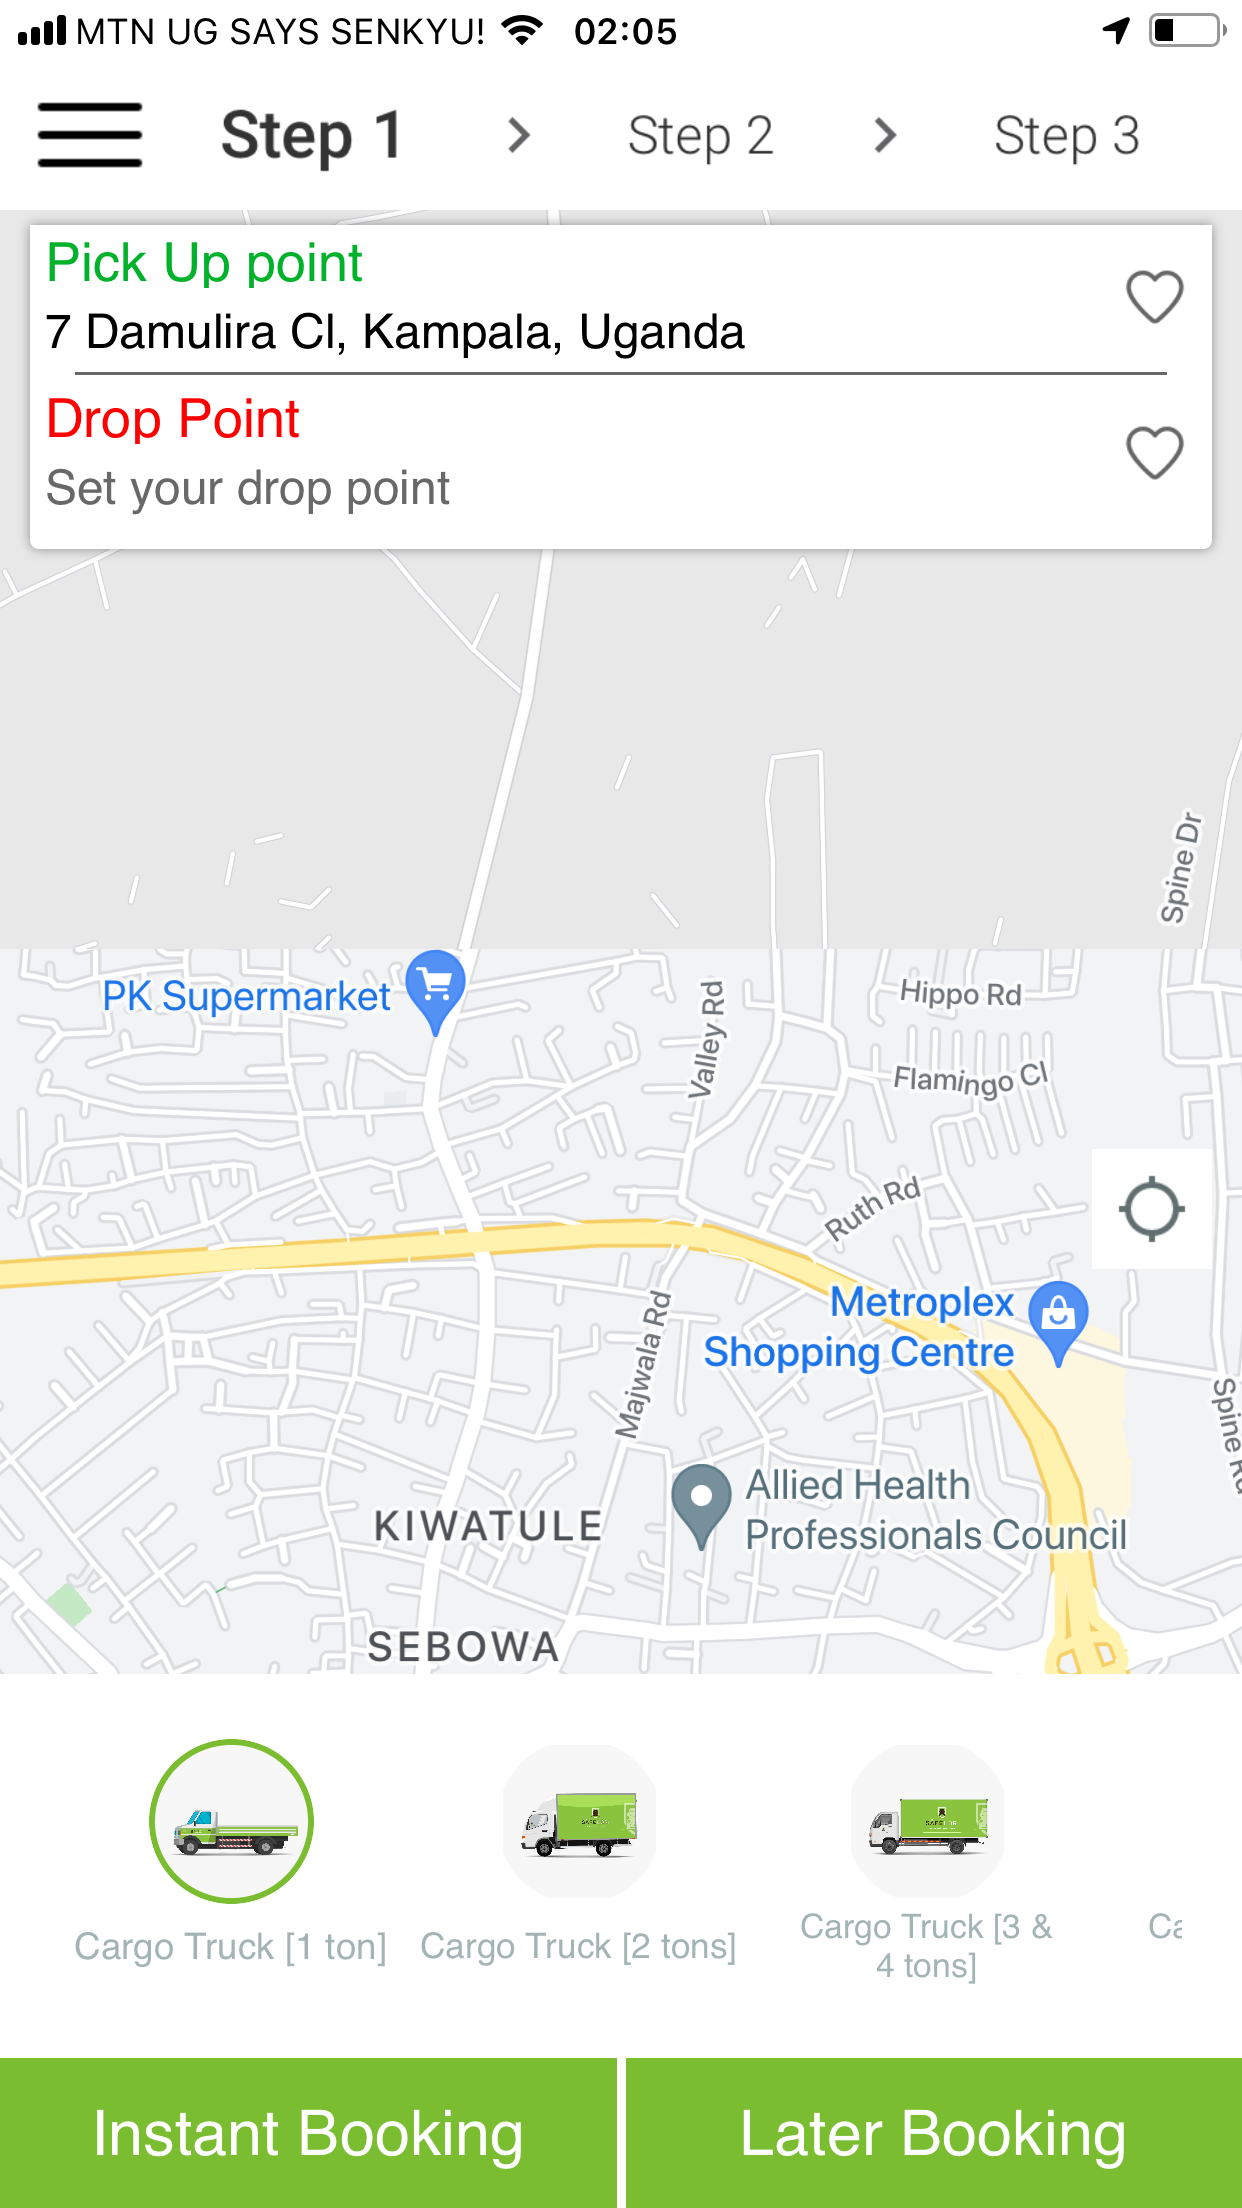 MTN UG SAYS SENKYU! 02:05
Step 1 > Step 2 > Step 3
Pick Up point
7 Damulira Cl, Kampala, Uganda
Drop Point
Set your drop point
Spine Dr
PK Supermarket
Valley Rd
Hippo Rd
Flamingo Cl
Ruth Rd
Metroplex
Shopping Centre
Majwala Rd
Spine Rd
Allied Health
Professionals Council
KIWATULE
SEBOWA
Cargo Truck [1 ton]
Cargo Truck [2 tons]
Cargo Truck [3 &
4 tons]
Ca
Instant Booking
Later Booking